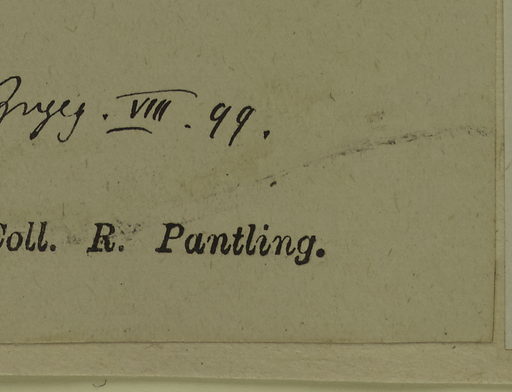 VIII. 99.
Coll. R. Pantling.